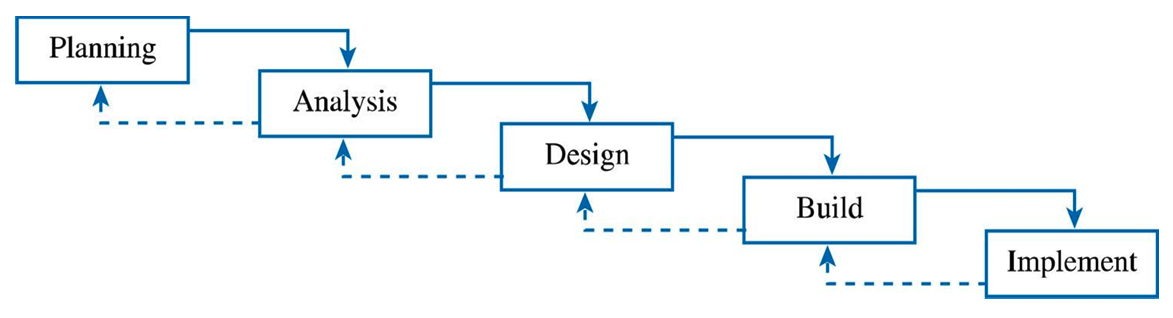 Planning
Analysis
Design
Build
Implement